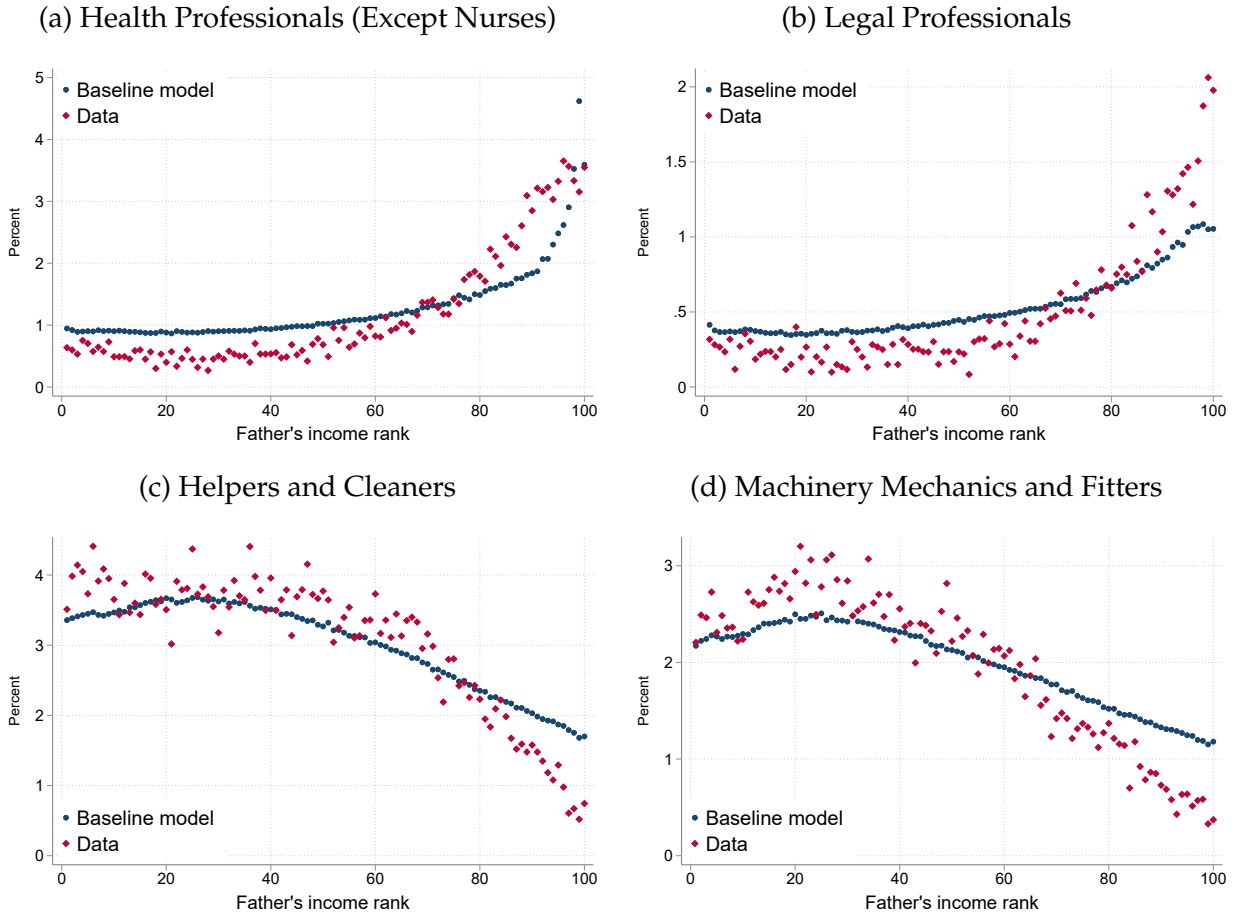 (a) Health Professionals (Except Nurses)
5
4
3
2
1
0
Percent
Baseline model
Data
0 20 40 60 80 100
Father's income rank
(b) Legal Professionals
2
1.5
1
.5
0
Percent
Baseline model
Data
0 20 40 60 80 100
Father's income rank
(c) Helpers and Cleaners
4
3
2
1
0
Percent
Baseline model
Data
0 20 40 60 80 100
Father's income rank
(d) Machinery Mechanics and Fitters
3
2
1
0
Percent
Baseline model
Data
0 20 40 60 80 100
Father's income rank